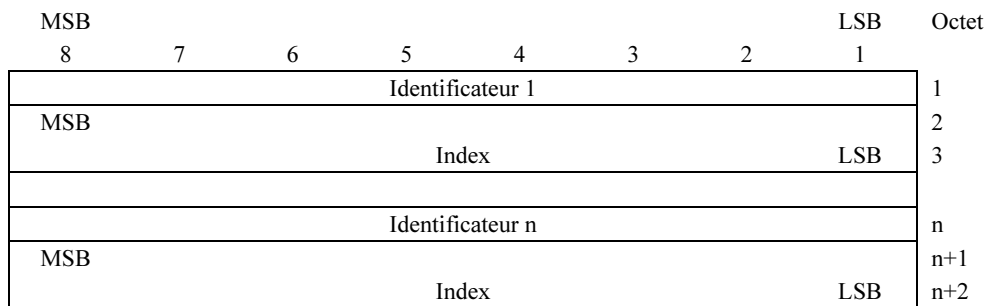 MSB LSB Octet
8 7 6 5 4 3 2 1
Identificateur 1 1
MSB 2
Index LSB 3
Identificateur n n
MSB n+1
Index LSB n+2